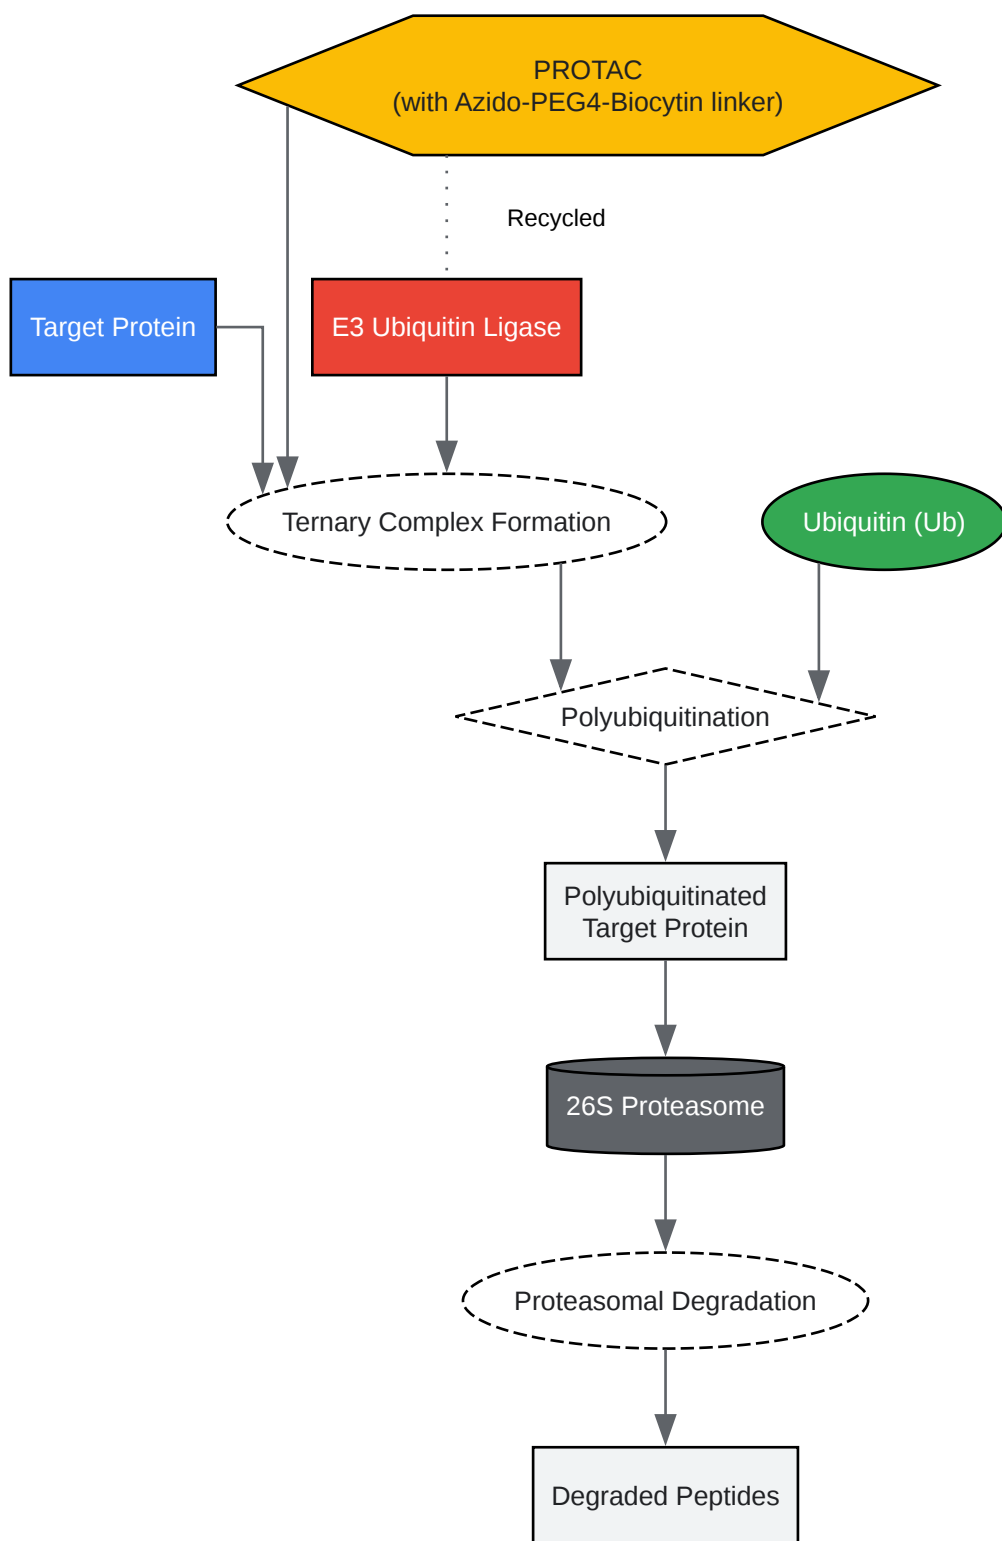 PROTAC
(with Azido-PEG4-Biocytin linker)
Recycled
Target Protein
E3 Ubiquitin Ligase
Ternary Complex Formation
Ubiquitin (Ub)
Polyubiquitination
Polyubiquitinated
Target Protein
26S Proteasome
Proteasomal Degradation
Degraded Peptides